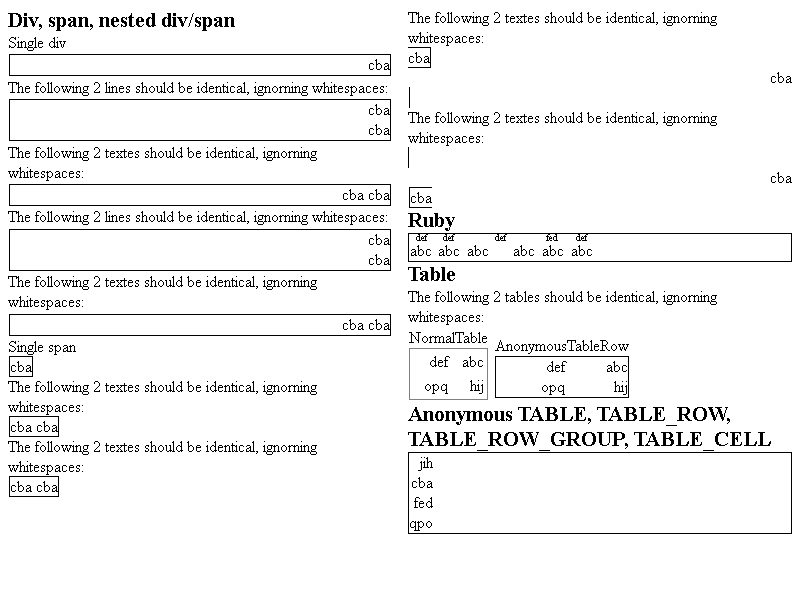 Div, span, nested div/span
Single div
cba
The following 2 lines should be identical, ignorning whitespaces:
cba
cba
The following 2 textes should be identical, ignorning
whitespaces:
cba cba
The following 2 lines should be identical, ignorning whitespaces:
cba
cba
The following 2 textes should be identical, ignorning
whitespaces:
cba cba
Single span
cba
The following 2 textes should be identical, ignorning
whitespaces:
cba cba
The following 2 textes should be identical, ignorning
whitespaces:
cba cba
The following 2 textes should be identical, ignorning
whitespaces:
cba
cba
The following 2 textes should be identical, ignorning
whitespaces:
cba
cba
Ruby
def def def fed def
abc abc abc abc abc abc
Table
The following 2 tables should be identical, ignorning
whitespaces:
NormalTable
def abc
opq hij
AnonymousTableRow
def abc
opq hij
Anonymous TABLE, TABLE_ROW,
TABLE_ROW_GROUP, TABLE_CELL
jih
cba
fed
qpo